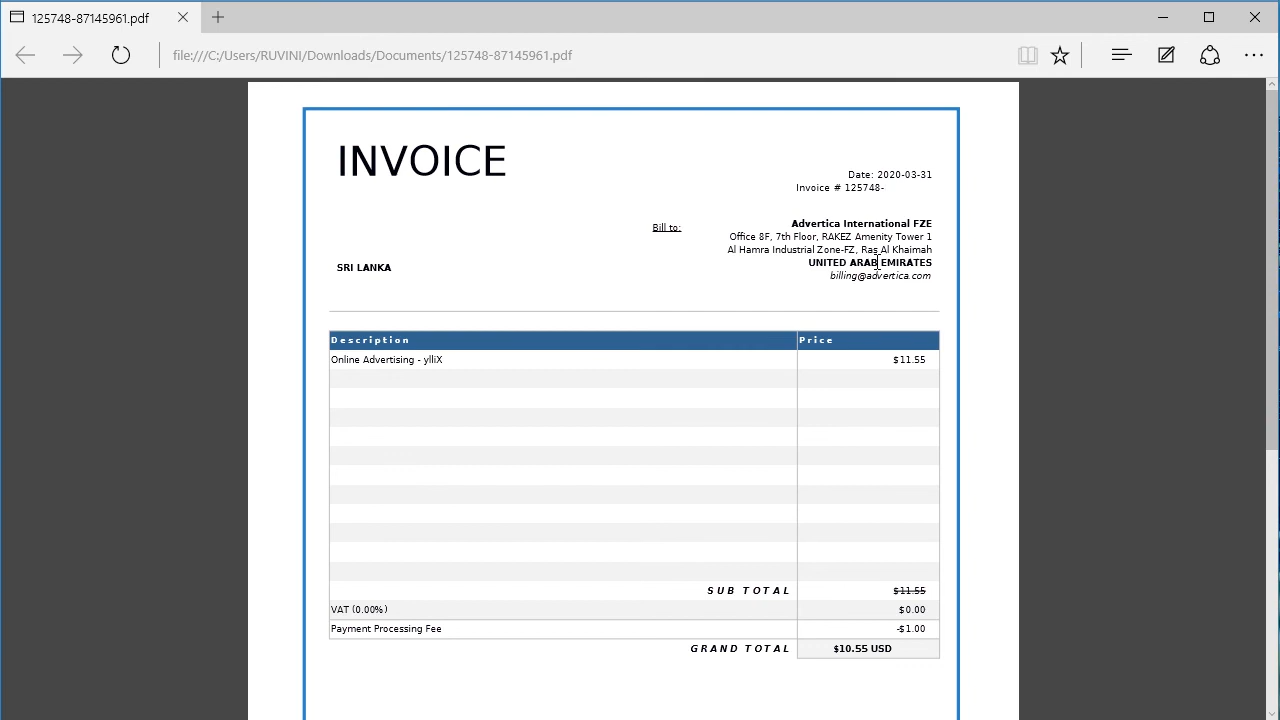 125748-87145961.pdf
file:///C:/Users/RUVINI/Downloads/Documents/125748-87145961.pdf
INVOICE
Date: 2020-03-31
Invoice # 125748-
Bill to:
Advertica International FZE
Office 8F, 7th Floor, RAKEZ Amenity Tower 1
Al Hamra Industrial Zone-FZ, Ras Al Khaimah
UNITED ARAB EMIRATES
billing@advertica.com
SRI LANKA
Description Price
Online Advertising - ylliX $11.55
SUB TOTAL $11.55
VAT (0.00%) $0.00
Payment Processing Fee -$1.00
GRAND TOTAL $10.55 USD